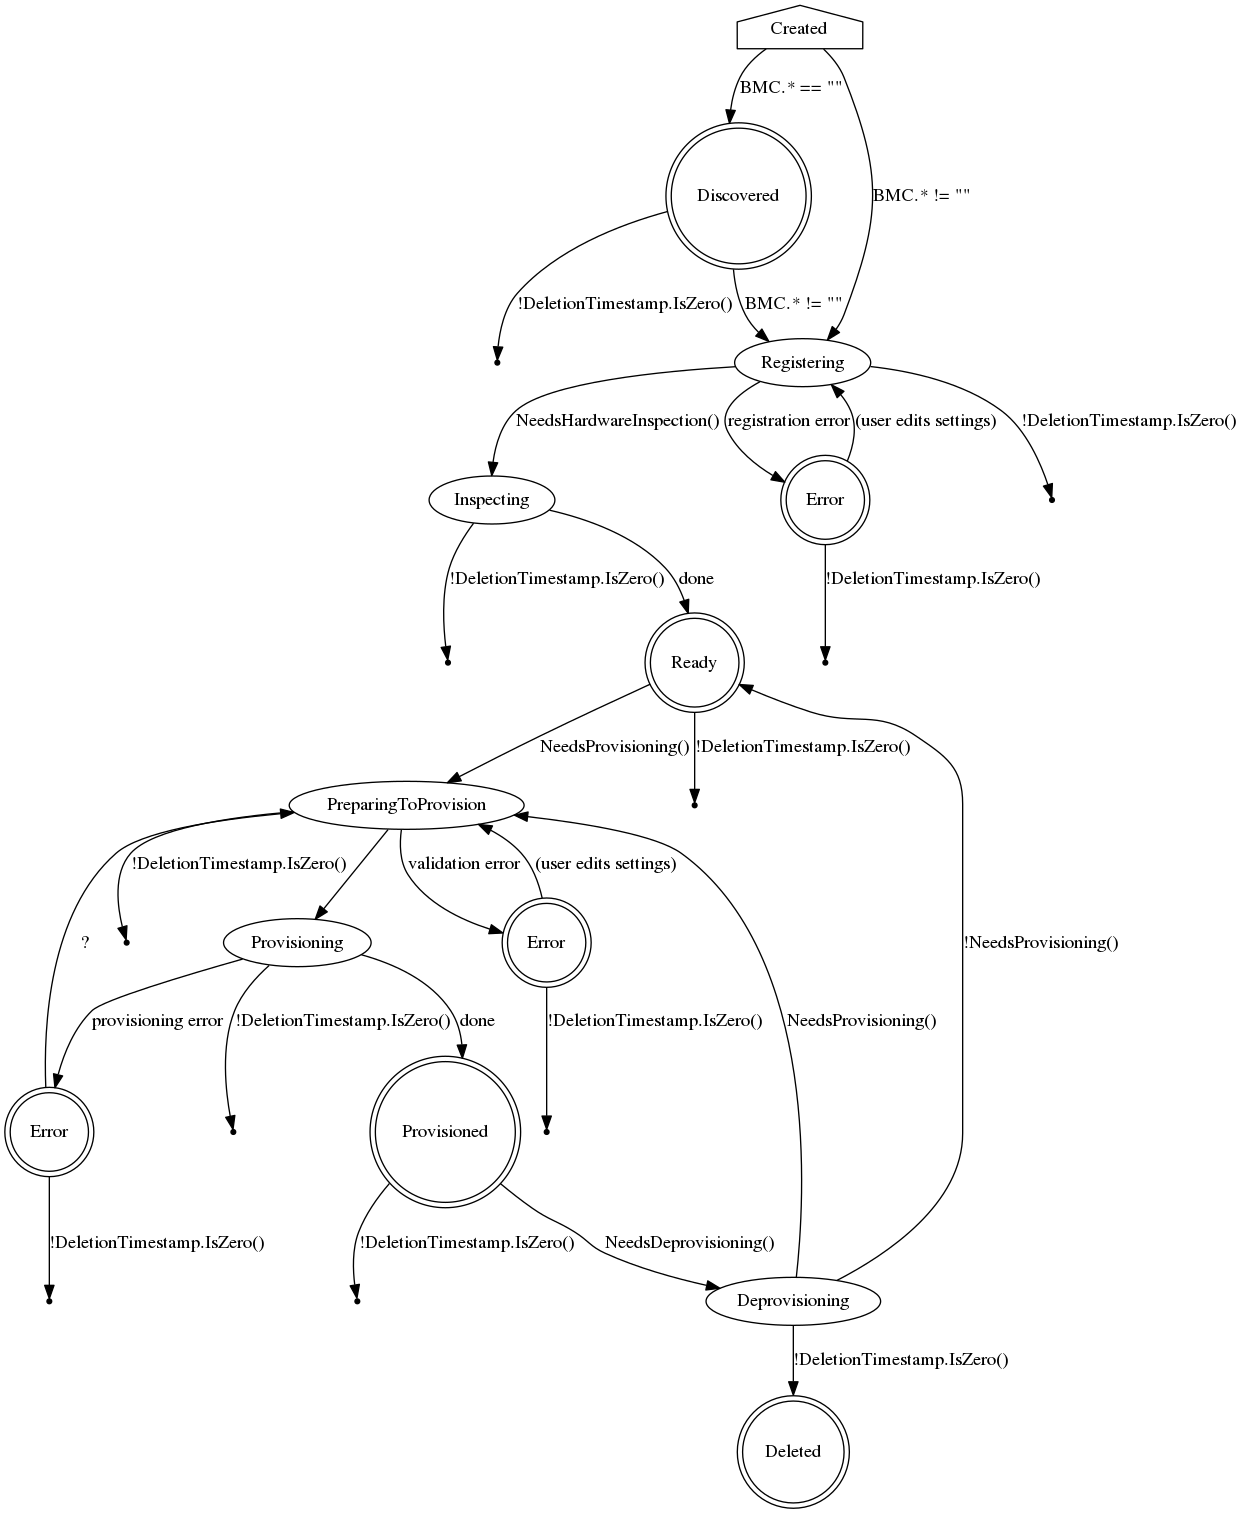 Created
BMC.* == ""
Discovered
BMC.* != ""
!DeletionTimestamp.IsZero()
BMC.* != ""
Registering
NeedsHardwareInspection()
registration error
(user edits settings)
!DeletionTimestamp.IsZero()
Inspecting
Error
!DeletionTimestamp.IsZero()
done
!DeletionTimestamp.IsZero()
Ready
NeedsProvisioning()
!DeletionTimestamp.IsZero()
PreparingToProvision
!DeletionTimestamp.IsZero()
validation error
(user edits settings)
?
Provisioning
Error
!NeedsProvisioning()
provisioning error
!DeletionTimestamp.IsZero()
done
!DeletionTimestamp.IsZero()
NeedsProvisioning()
Error
Provisioned
!DeletionTimestamp.IsZero()
!DeletionTimestamp.IsZero()
NeedsDeprovisioning()
Deprovisioning
!DeletionTimestamp.IsZero()
Deleted